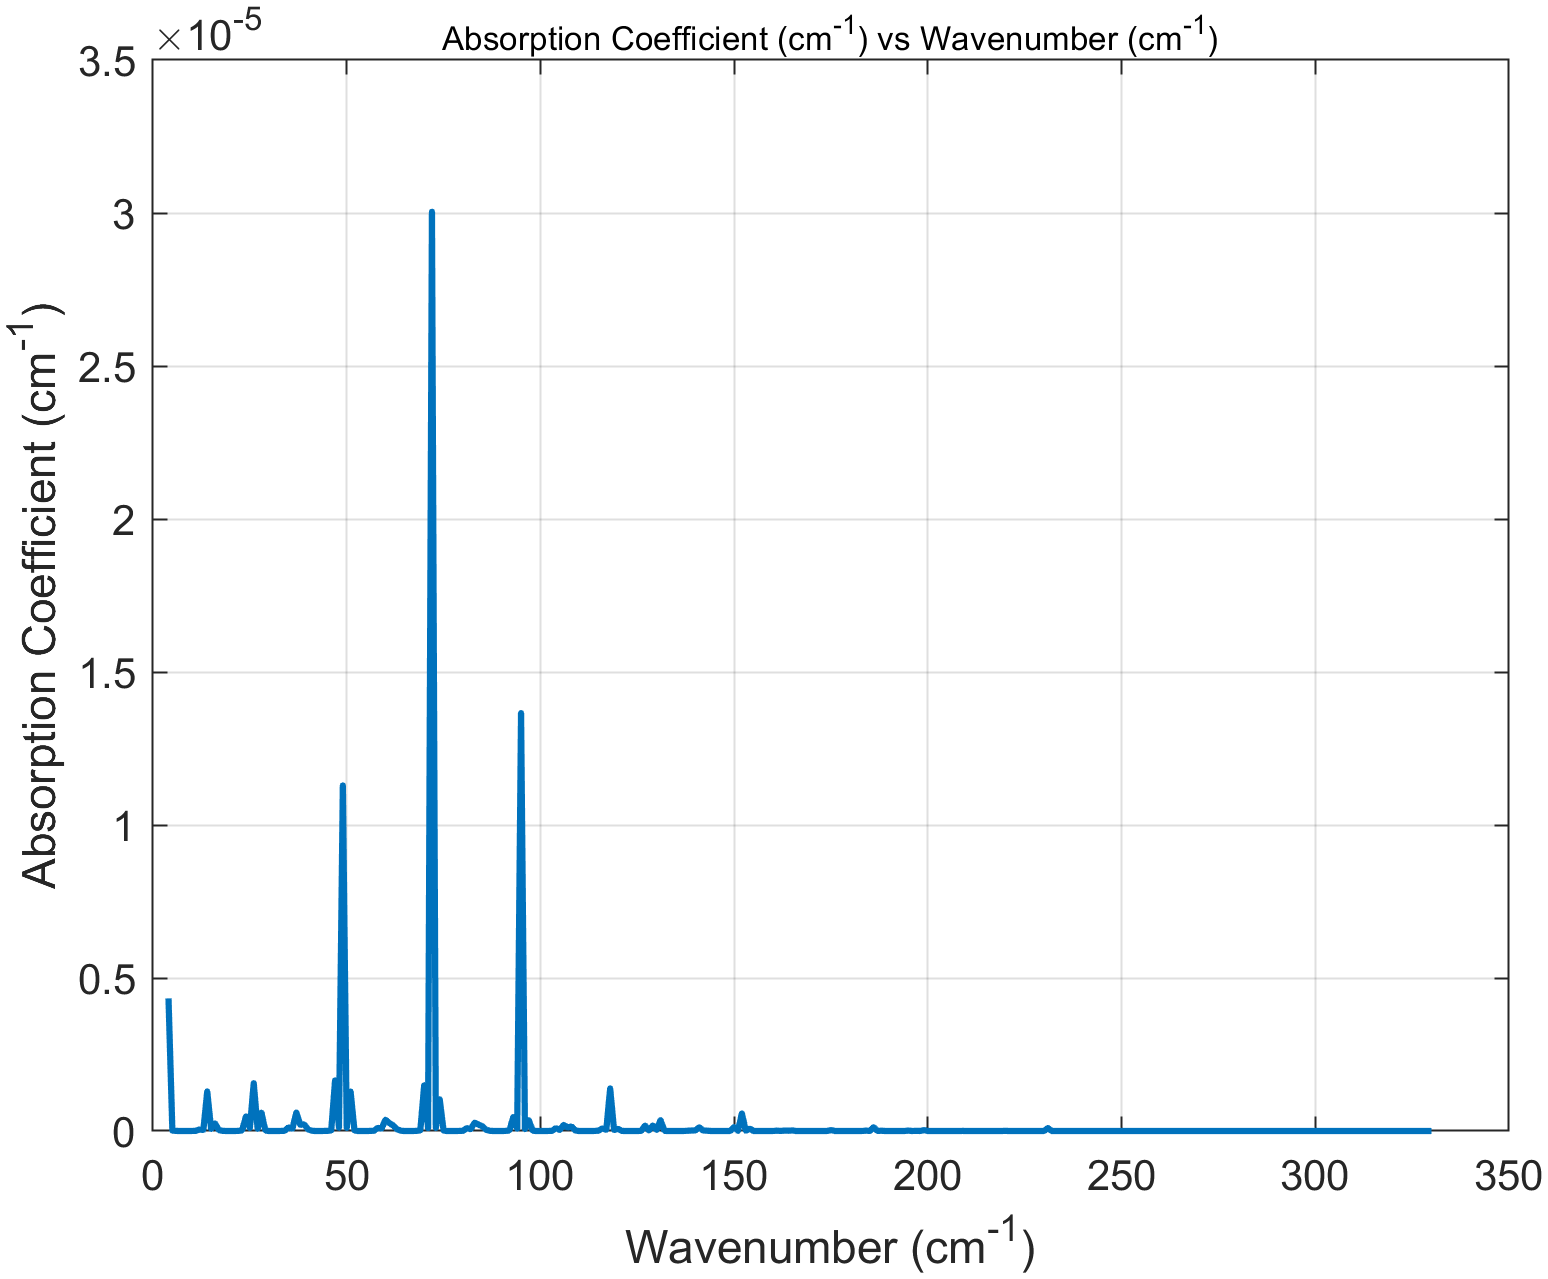 ×10⁻⁵
Absorption Coefficient (cm⁻¹) vs Wavenumber (cm⁻¹)
3.5
3
2.5
2
1.5
1
0.5
0
Absorption Coefficient (cm⁻¹)
0 50 100 150 200 250 300 350
Wavenumber (cm⁻¹)